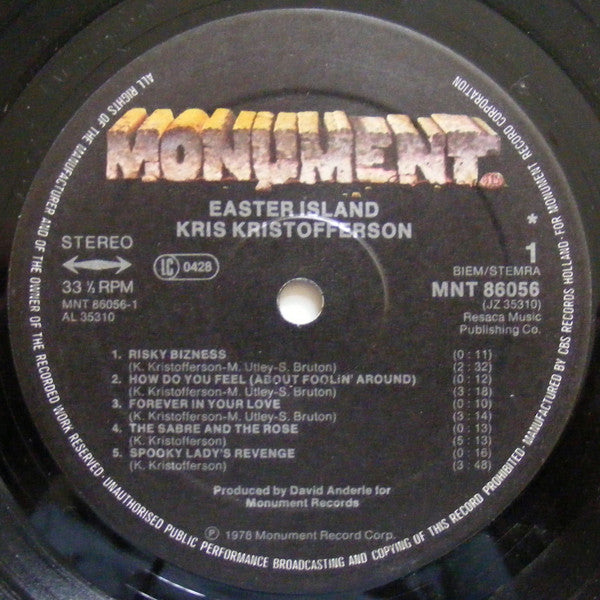 MONUMENT
EASTER ISLAND
KRIS KRISTOFFERSON
STEREO
33 ⅓ RPM
MNT 86056-1
AL 35310
LC 0428
*
1
BIEM/STEMRA
MNT 86056
(JZ 35310)
Resaca Music
Publishing Co.
1. RISKY BIZNESS (0:11)
(K. Kristofferson-M. Utley-S. Bruton) (2:32)
2. HOW DO YOU FEEL (ABOUT FOOLIN' AROUND) (0:12)
(K. Kristofferson-M. Utley-S. Bruton) (3:18)
3. FOREVER IN YOUR LOVE (0:10)
(K. Kristofferson-M. Utley-S. Bruton) (3:14)
4. THE SABRE AND THE ROSE (0:13)
(K. Kristofferson) (5:13)
5. SPOOKY LADY'S REVENGE (0:16)
(K. Kristofferson) (3:48)
Produced by David Anderle for
Monument Records
℗ 1978 Monument Record Corp.
ALL RIGHTS OF THE MANUFACTURER AND OF THE OWNER OF THE RECORDED WORK RESERVED·UNAUTHORISED PUBLIC PERFORMANCE BROADCASTING AND COPYING OF THIS RECORD PROHIBITED·MANUFACTURED BY CBS RECORDS HOLLAND·FOR MONUMENT RECORD CORPORATION